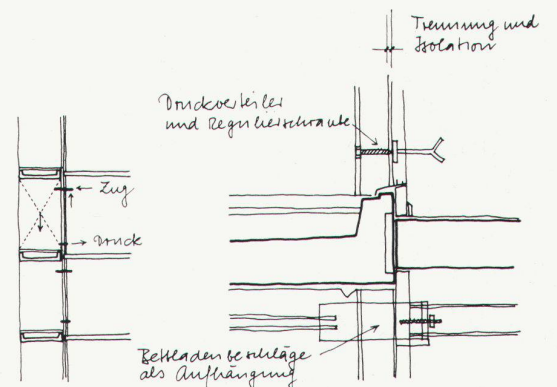 Trennung und
Isolation
Druckverteiler
und Regulierschraube
Zug
Druck
Bettladenbeschläge
als Aufhängung